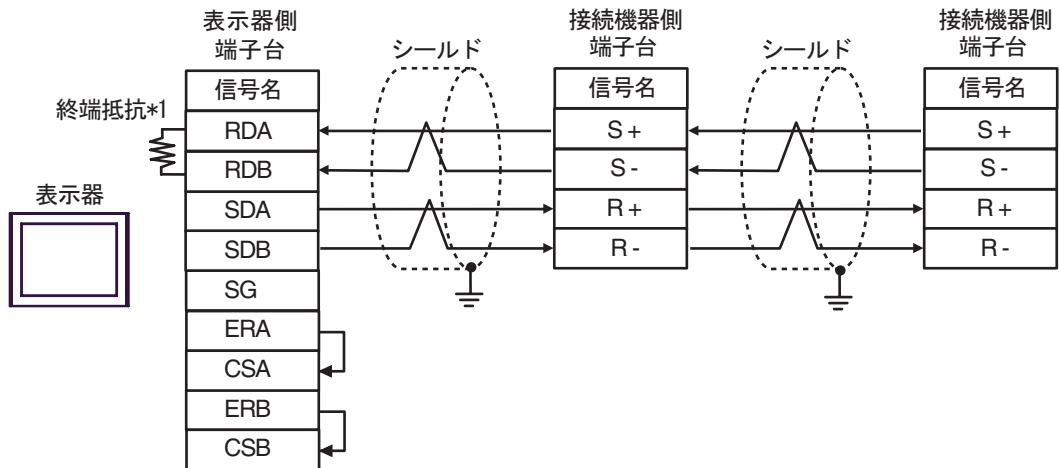 表示器側
端子台
シールド
接続機器側
端子台
シールド
接続機器側
端子台
信号名
信号名
信号名
終端抵抗*1
RDA
S +
S +
RDB
S -
S -
表示器
SDA
R +
R +
SDB
R -
R -
SG
ERA
CSA
ERB
CSB